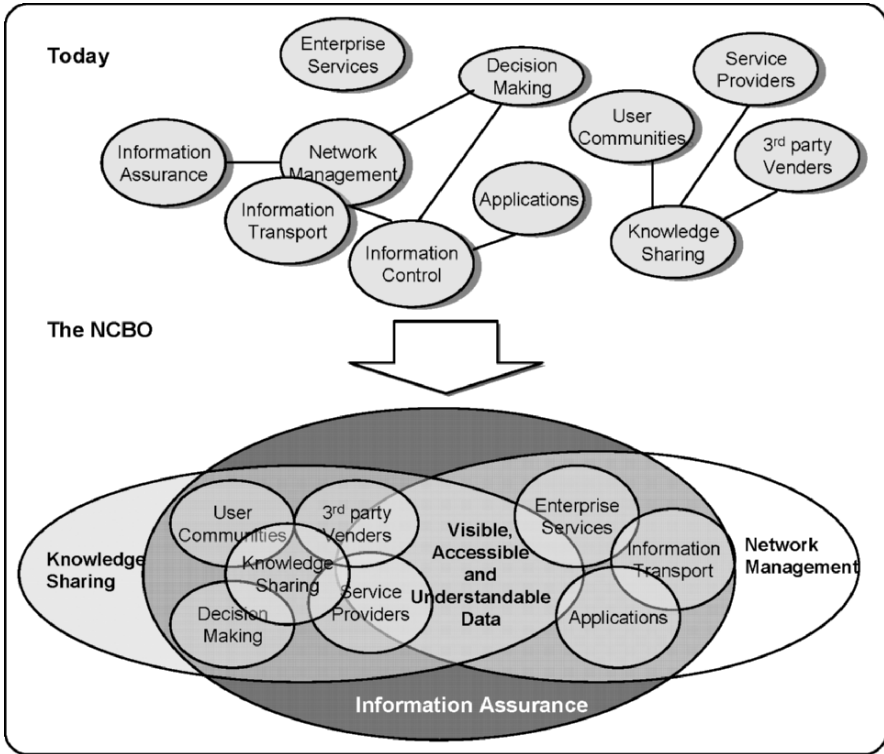 Today
Enterprise
Services
Decision
Making
Service
Providers
User
Communities
3rd party
Venders
Information
Assurance
Network
Management
Applications
Information
Transport
Information
Control
Knowledge
Sharing
The NCBO
User
Communities
3rd party
Venders
Knowledge
Sharing
Knowledge
Sharing
Decision
Making
Service
Providers
Visible,
Accessible
and
Understandable
Data
Enterprise
Services
Information
Transport
Applications
Network
Management
Information Assurance